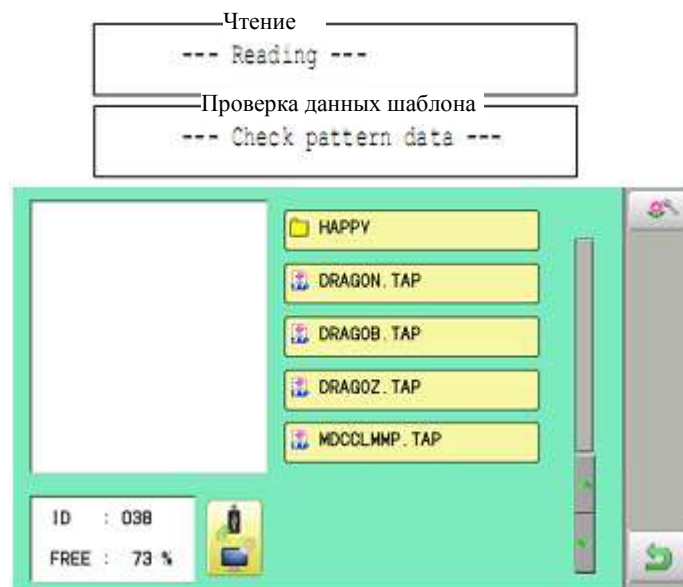 Чтение
--- Reading ---
Проверка данных шаблона
--- Check pattern data ---
HAPPY
DRAGON.TAP
DRAGOB.TAP
DRAGOZ.TAP
MDCCLMMP.TAP
ID : 038
FREE : 73 %